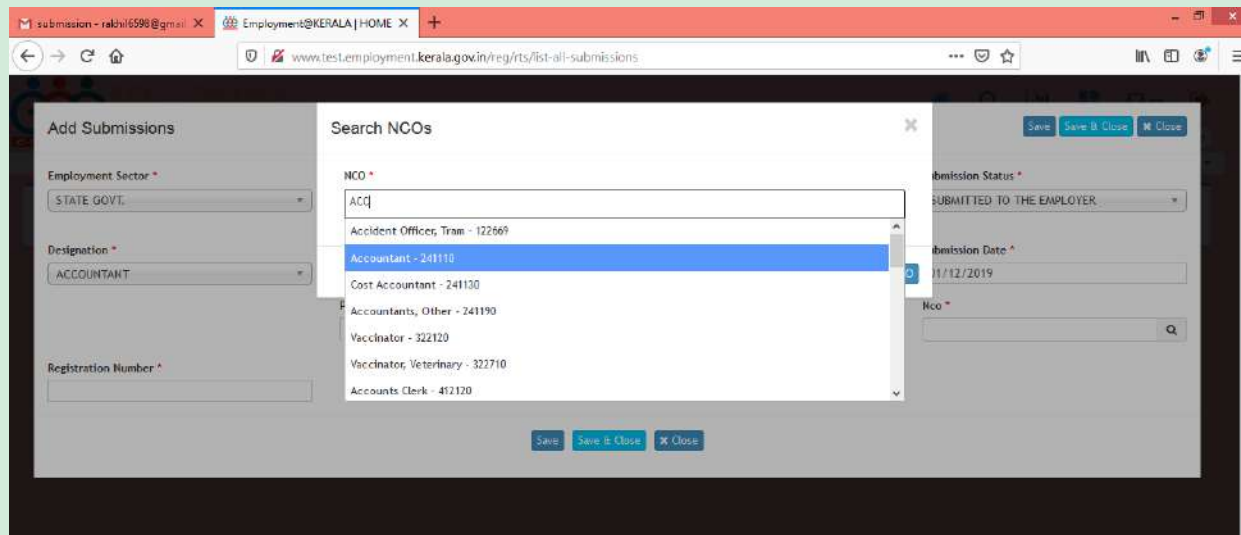 submission - rakhil6598@gmail
Employment@KERALA | HOME
www.test.employment.kerala.gov.in/reg/rts/list-all-submissions
Add Submissions
Search NCOs
Save
Save & Close
Close
Employment Sector *
NCO *
bmission Status *
STATE GOVT.
ACC
SUBMITTED TO THE EMPLOYER
Accident Officer, Tram - 122669
Designation *
Accountant - 241110
bmission Date *
ACCOUNTANT
01/12/2019
Cost Accountant - 241130
Accountants, Other - 241190
Nco *
Vaccinator - 322120
Registration Number *
Vaccinator, Veterinary - 322710
Accounts Clerk - 412120
Save
Save & Close
Close